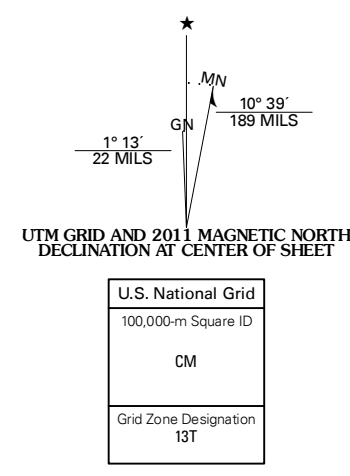 ★
MN
GN
10° 39´
189 MILS
1° 13´
22 MILS
UTM GRID AND 2011 MAGNETIC NORTH
DECLINATION AT CENTER OF SHEET
U.S. National Grid
100,000-m Square ID
CM
Grid Zone Designation
13T